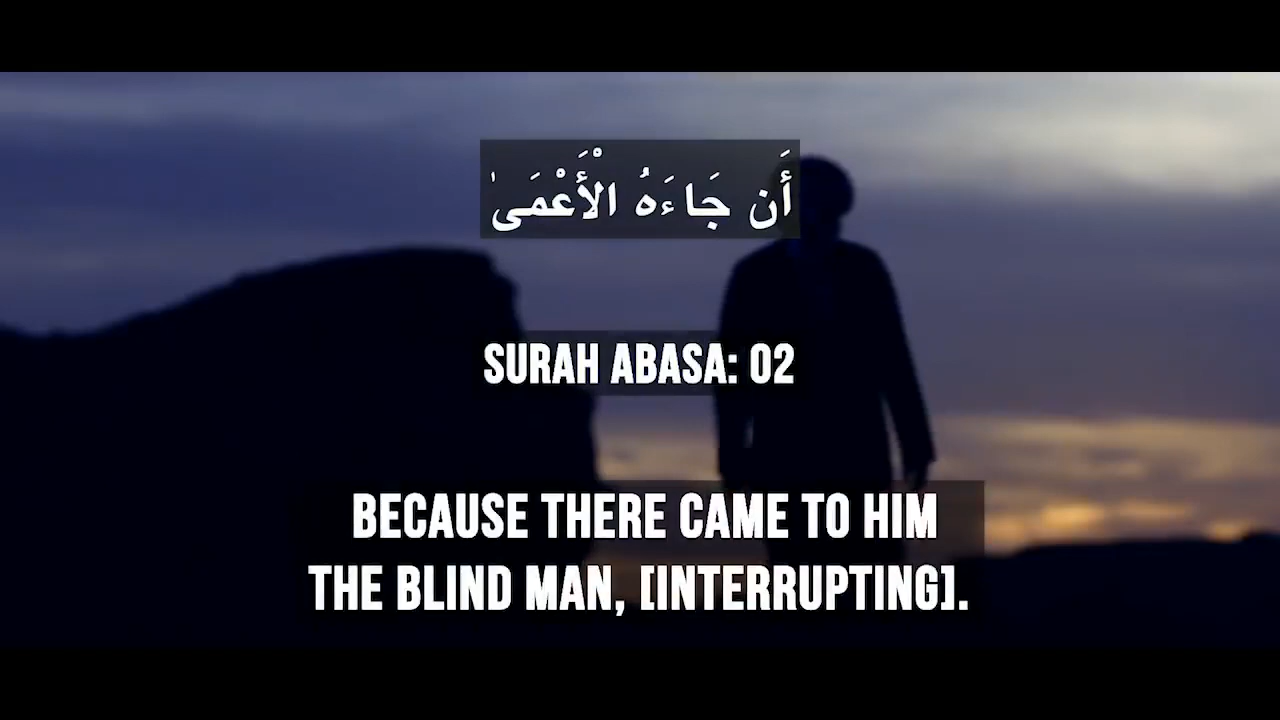 أَن جَاءَهُ الْأَعْمَىٰ
SURAH ABASA: 02
BECAUSE THERE CAME TO HIM
THE BLIND MAN, [INTERRUPTING].